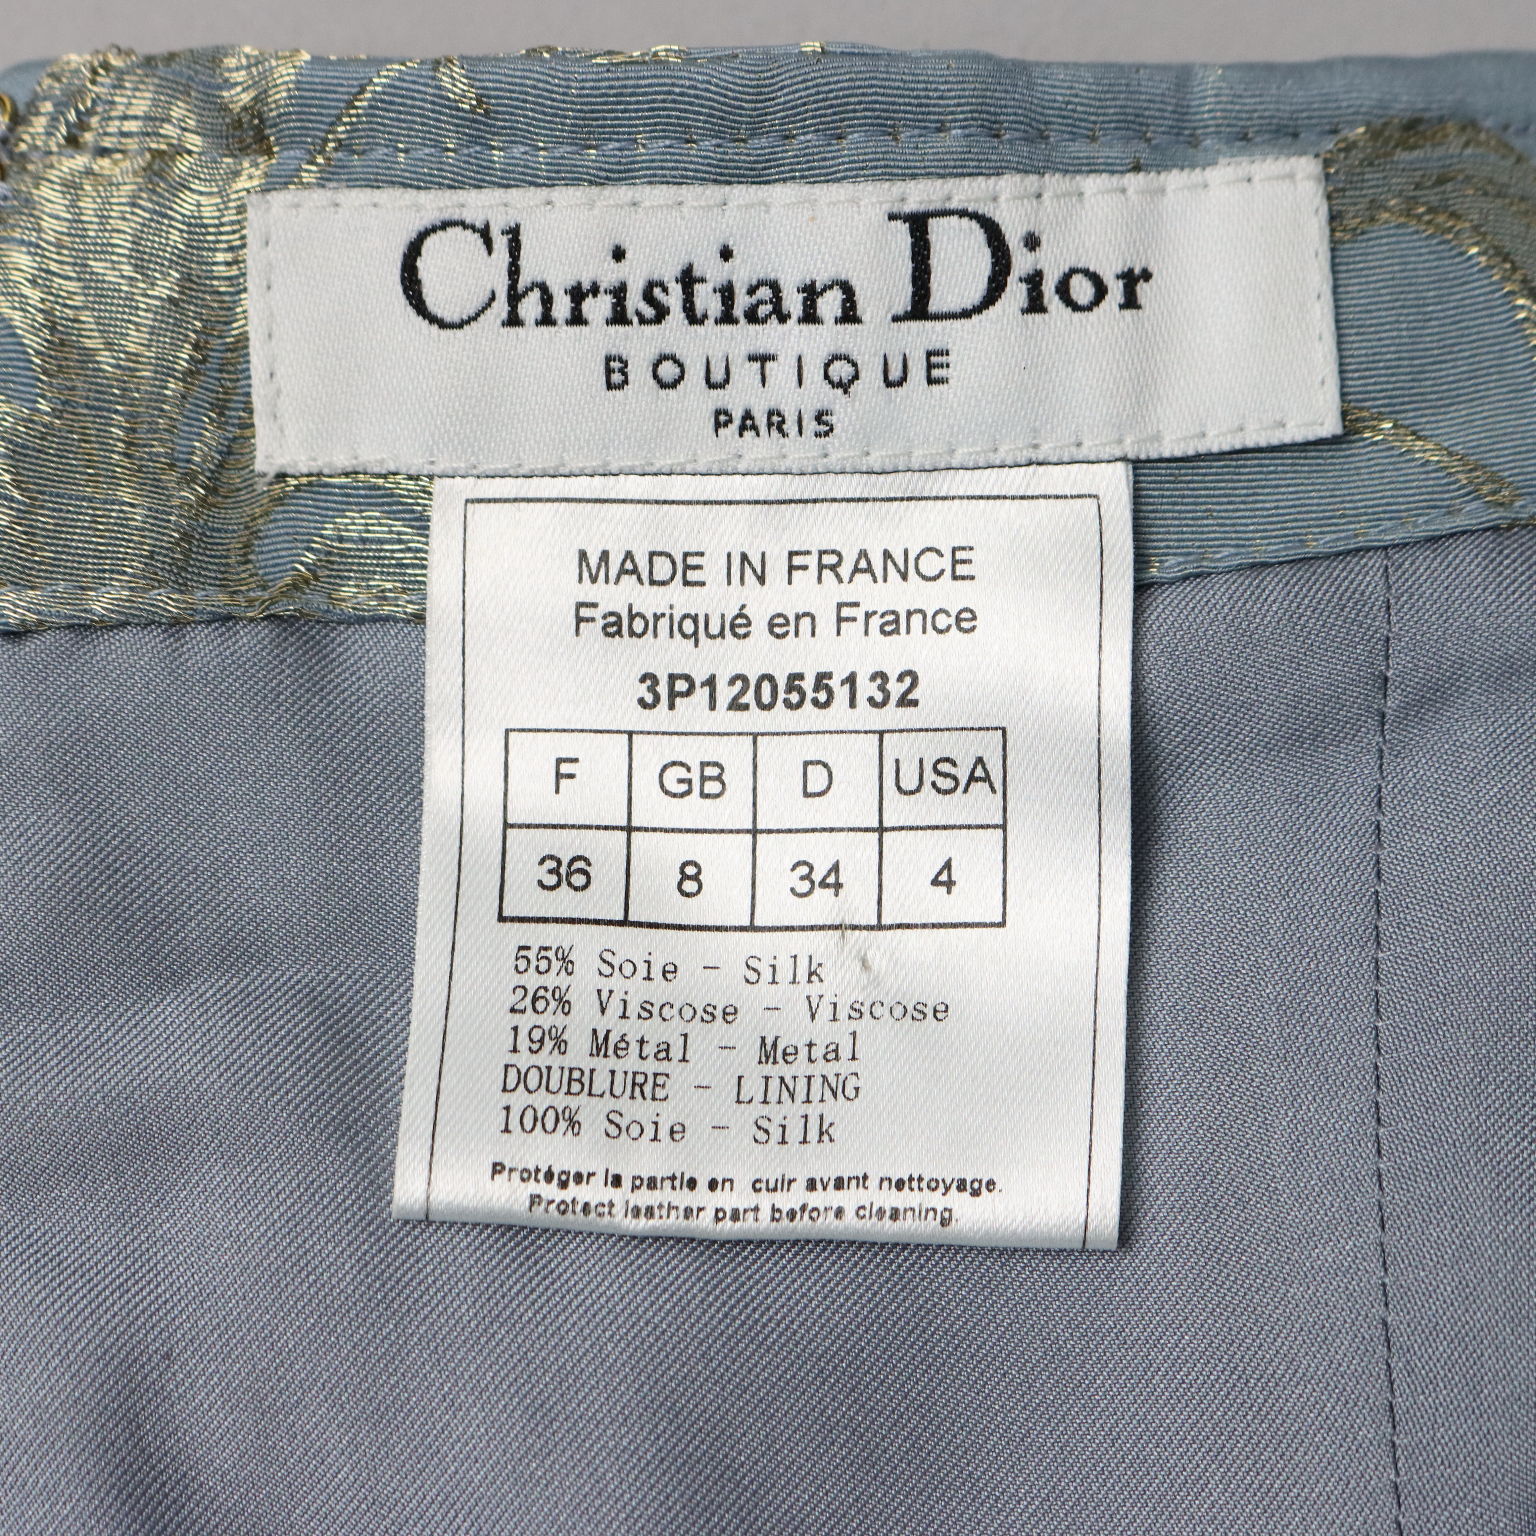 Christian Dior
BOUTIQUE
PARIS
MADE IN FRANCE
Fabriqué en France
3P12055132
F GB D USA
36 8 34 4
55% Soie - Silk
26% Viscose - Viscose
19% Métal - Metal
DOUBLURE - LINING
100% Soie - Silk
Protéger la partie en cuir avant nettoyage.
Protect leather part before cleaning.